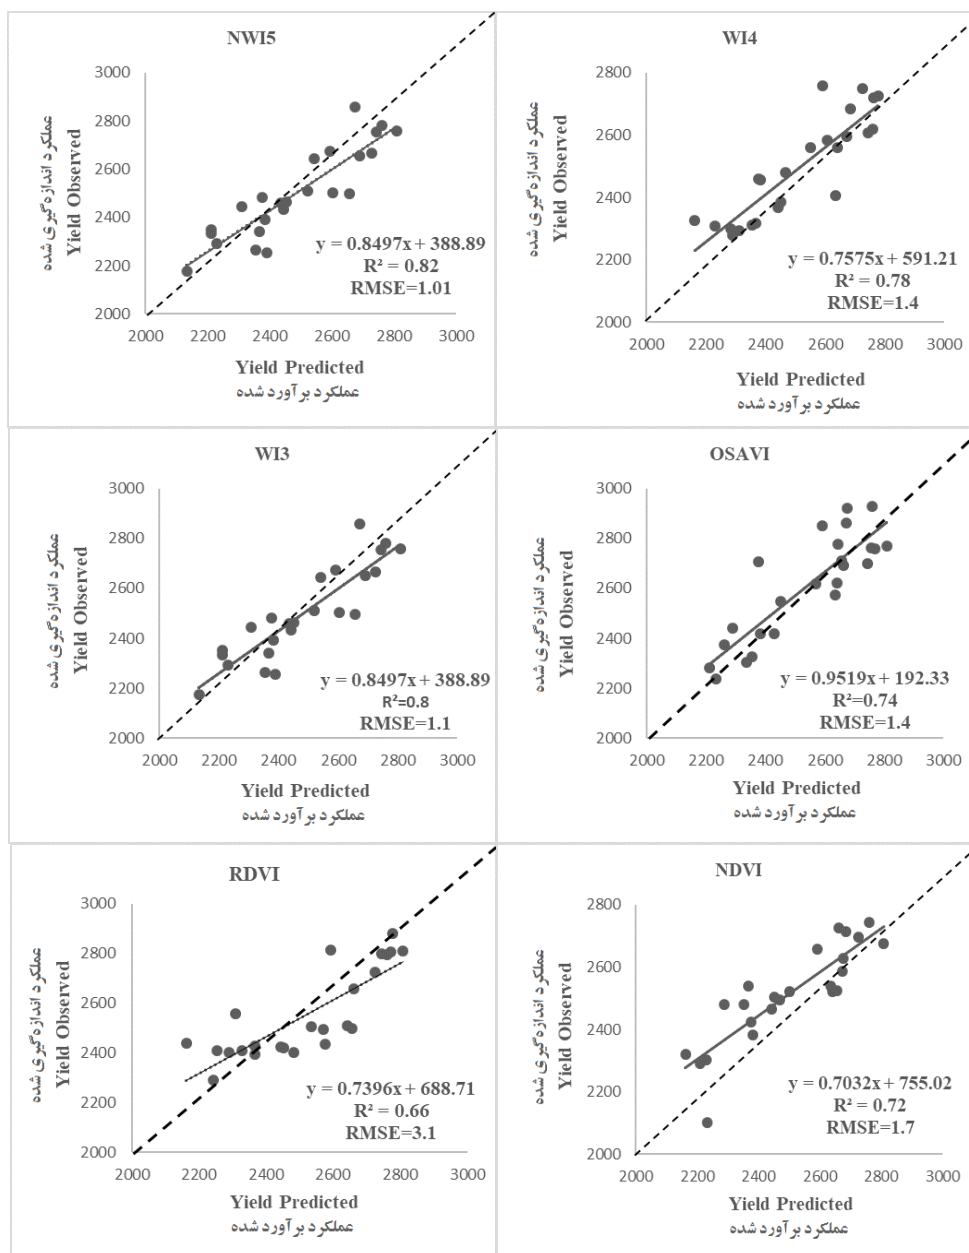 NWI5
3000
2800
2600
2400
2200
2000
عملکرد اندازه‌گیری شده
Yield Observed
y = 0.8497x + 388.89
R² = 0.82
RMSE=1.01
2000 2200 2400 2600 2800 3000
Yield Predicted
عملکرد برآورد شده
WI4
2800
2600
2400
2200
2000
عملکرد اندازه‌گیری شده
Yield Observed
y = 0.7575x + 591.21
R² = 0.78
RMSE=1.4
2000 2200 2400 2600 2800 3000
Yield Predicted
عملکرد برآورد شده
WI3
3000
2800
2600
2400
2200
2000
عملکرد اندازه‌گیری شده
Yield Observed
y = 0.8497x + 388.89
R²=0.8
RMSE=1.1
2000 2200 2400 2600 2800 3000
Yield Predicted
عملکرد برآورد شده
OSAVI
3000
2800
2600
2400
2200
2000
عملکرد اندازه‌گیری شده
Yield Observed
y = 0.9519x + 192.33
R²=0.74
RMSE=1.4
2000 2200 2400 2600 2800 3000
Yield Predicted
عملکرد برآورد شده
RDVI
3000
2800
2600
2400
2200
2000
عملکرد اندازه‌گیری شده
Yield Observed
y = 0.7396x + 688.71
R² = 0.66
RMSE=3.1
2000 2200 2400 2600 2800 3000
Yield Predicted
عملکرد برآورد شده
NDVI
2800
2600
2400
2200
2000
عملکرد اندازه‌گیری شده
Yield Observed
y = 0.7032x + 755.02
R² = 0.72
RMSE=1.7
2000 2200 2400 2600 2800 3000
Yield Predicted
عملکرد برآورد شده